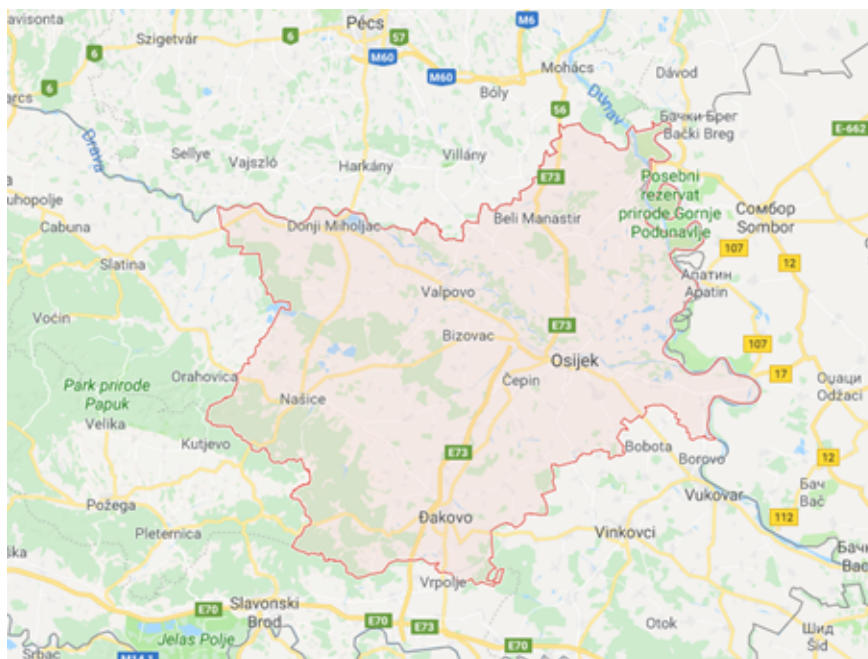 avisonta
Szigetvár
6
Pécs
57
M6
M60
M60
6
6
arcs
Mohács
Dávod
Bóly
56
Dunav
Бачки Брег
Bački Breg
E-662
Drava
Sellye
Vajszló
Harkány
Villány
E73
Posebni
rezervat
prirode Gornje
Podunavlje
Сомбор
Sombor
uhopolje
Cabuna
Donji Miholjac
Beli Manastir
107
12
Slatina
Апатин
Apatin
Valpovo
Voćin
Bizovac
E73
107
Osijek
17
Оџаци
Odžaci
Park prirode
Papuk
Orahovica
Čepin
Našice
Velika
Kutjevo
E73
Bobota
Borovo
12
Vukovar
Бач
Bač
Požega
Đakovo
112
Pleternica
Vinkovci
Vrpolje
E70
Slavonski
Brod
E70
E73
Otok
Jelas Polje
E70
Шид
Šid
Srbac